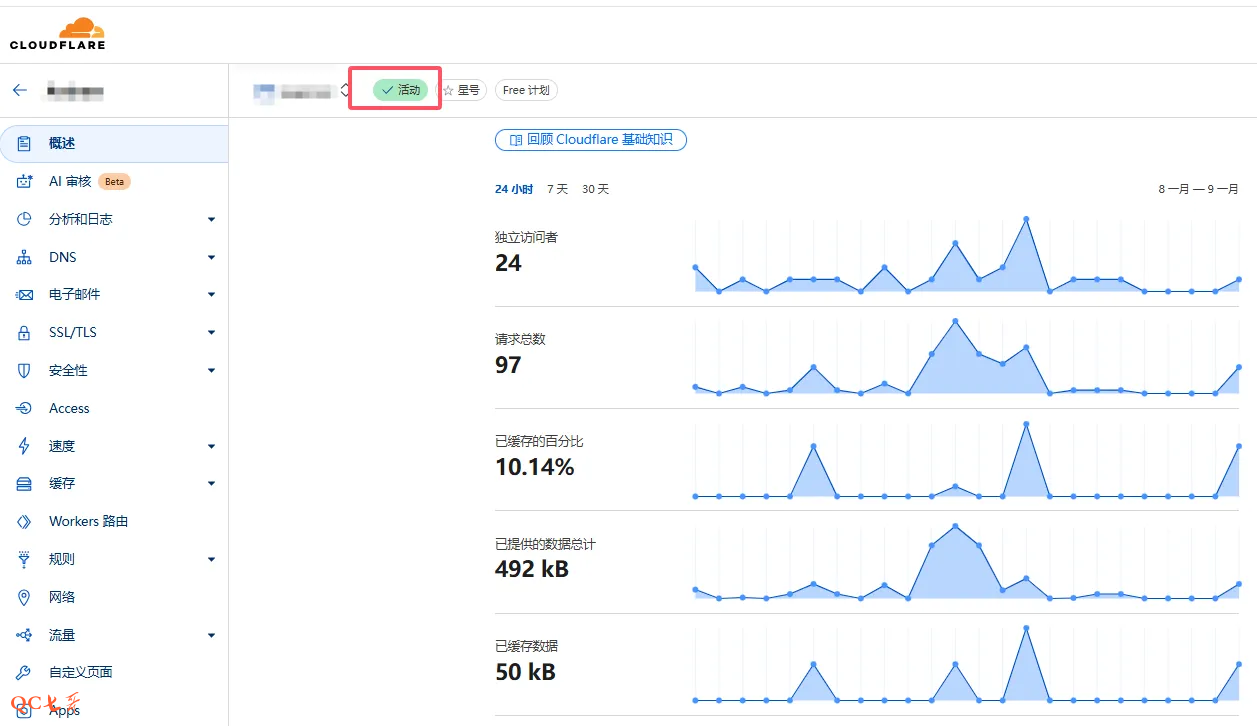 CLOUDFLARE
活动
星号
Free 计划
概述
AI 审核 Beta
分析和日志
DNS
电子邮件
SSL/TLS
安全性
Access
速度
缓存
Workers 路由
规则
网络
流量
自定义页面
Apps
QC七哥
回顾 Cloudflare 基础知识
24 小时 7 天 30 天
8 一月 — 9 一月
独立访问者
24
请求总数
97
已缓存的百分比
10.14%
已提供的数据总计
492 kB
已缓存数据
50 kB